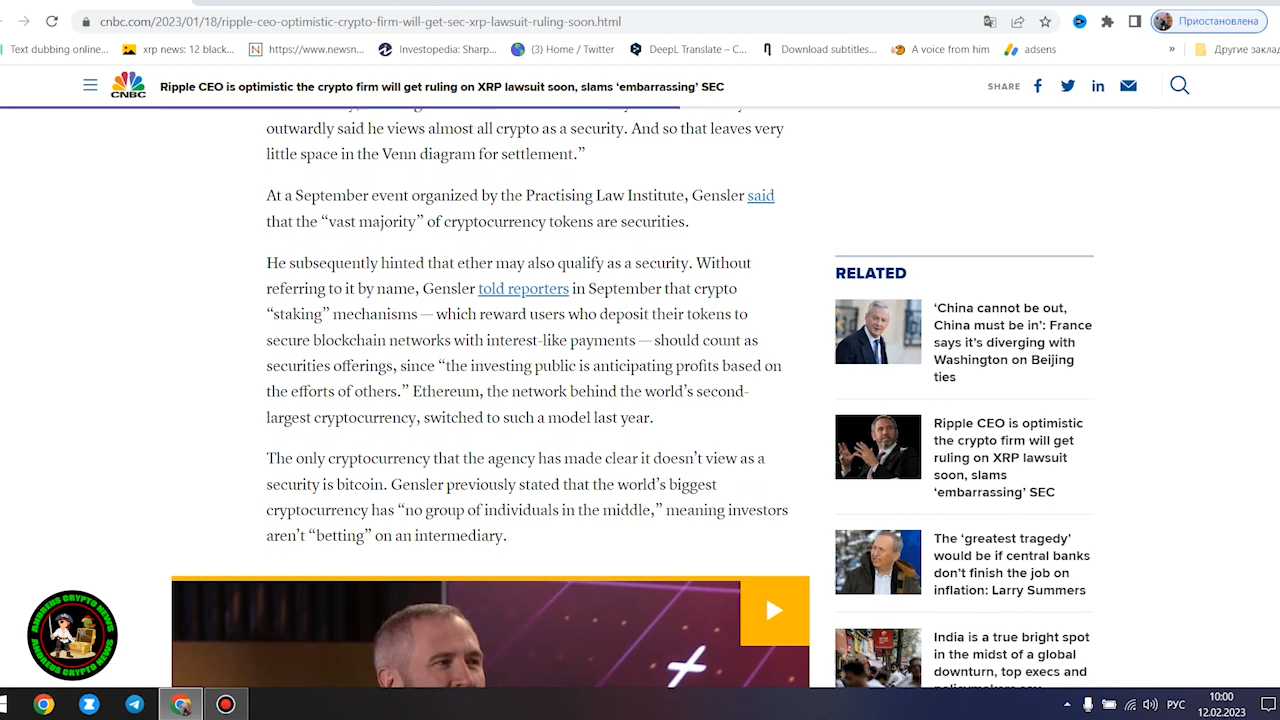 cnbc.com/2023/01/18/ripple-ceo-optimistic-crypto-firm-will-get-sec-xrp-lawsuit-ruling-soon.html
Приостановлена
Text dubbing online...
xrp news: 12 black...
https://www.newsn...
Investopedia: Sharp...
(3) Home / Twitter
DeepL Translate – C...
Download subtitles...
A voice from him
adsens
»
Другие закла
CNBC
Ripple CEO is optimistic the crypto firm will get ruling on XRP lawsuit soon, slams ‘embarrassing’ SEC
SHARE
outwardly said he views almost all crypto as a security. And so that leaves very
little space in the Venn diagram for settlement.”
At a September event organized by the Practising Law Institute, Gensler said
that the “vast majority” of cryptocurrency tokens are securities.
He subsequently hinted that ether may also qualify as a security. Without
referring to it by name, Gensler told reporters in September that crypto
“staking” mechanisms — which reward users who deposit their tokens to
secure blockchain networks with interest-like payments — should count as
securities offerings, since “the investing public is anticipating profits based on
the efforts of others.” Ethereum, the network behind the world’s second-
largest cryptocurrency, switched to such a model last year.
The only cryptocurrency that the agency has made clear it doesn’t view as a
security is bitcoin. Gensler previously stated that the world’s biggest
cryptocurrency has “no group of individuals in the middle,” meaning investors
aren’t “betting” on an intermediary.
RELATED
‘China cannot be out,
China must be in’: France
says it’s diverging with
Washington on Beijing
ties
Ripple CEO is optimistic
the crypto firm will get
ruling on XRP lawsuit
soon, slams
‘embarrassing’ SEC
The ‘greatest tragedy’
would be if central banks
don’t finish the job on
inflation: Larry Summers
India is a true bright spot
in the midst of a global
downturn, top execs and
ANDREUS CRYPTO NEWS
ANDREUS CRYPTO NEWS
РУС
10:00
12.02.2023